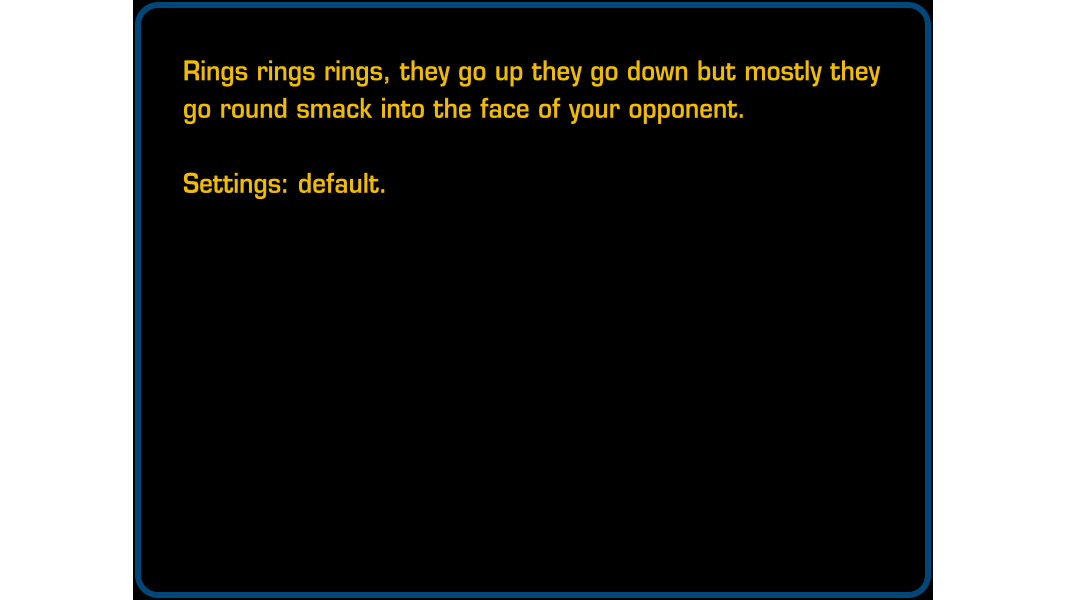 Rings rings rings, they go up they go down but mostly they
go round smack into the face of your opponent.
Settings: default.